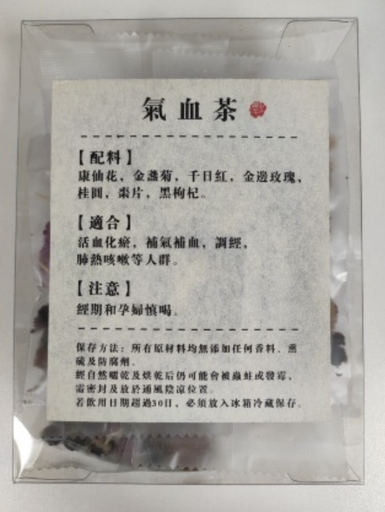 氣血茶
【配料】
康仙花，金盞菊，千日紅，金邊玫瑰，
桂圓，棗片，黑枸杞。
【適合】
活血化瘀，補氣補血，調經，
肺熱咳嗽等人群。
【注意】
經期和孕婦慎喝。
保存方法：所有原材料均無添加任何香料、薰
硫及防腐劑。
經自然曬乾及烘乾后仍可能會被蟲蛀或發霉，
需密封及放於通風陰涼位置。
若飲用日期超過30日，必須放入冰箱冷藏保存。